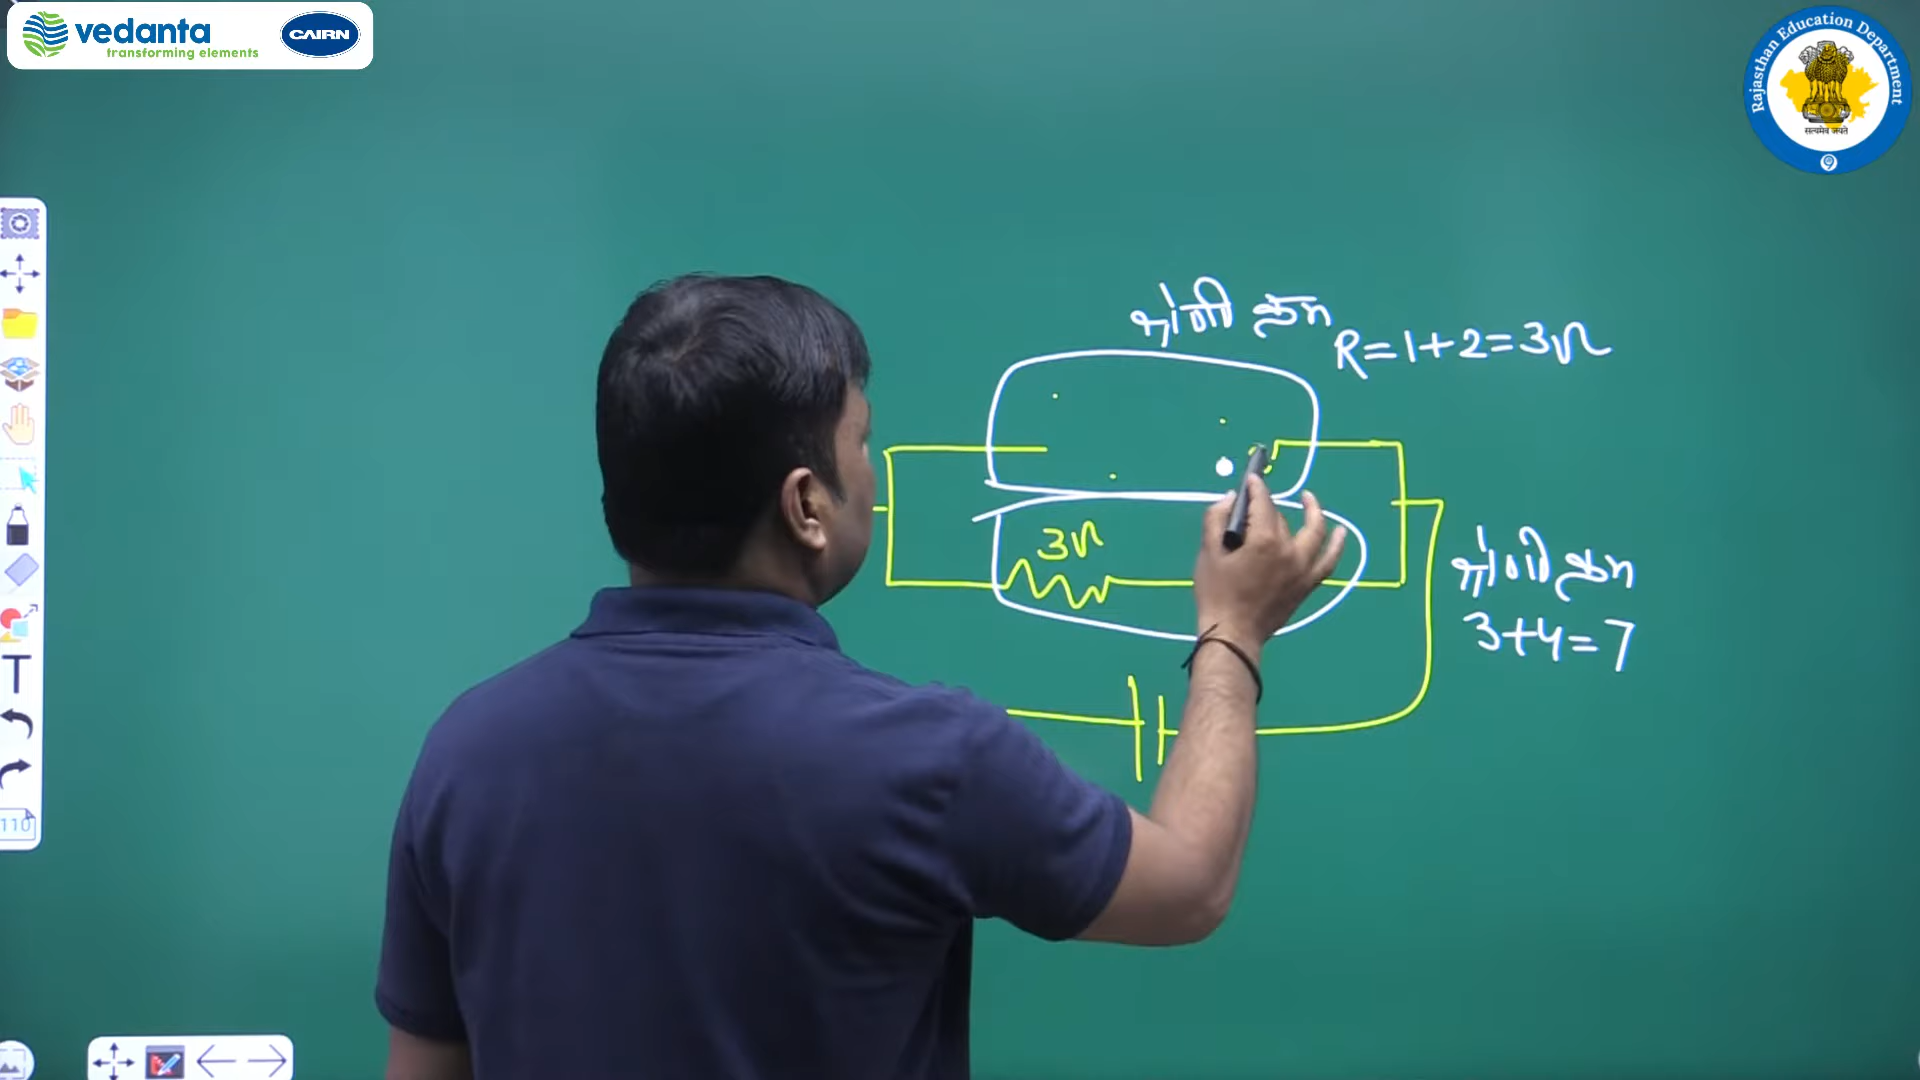 vedanta
transforming elements
CAIRN
Rajasthan Education Department
सत्यमेव जयते
श्रेणी क्रम
R=1+2=3Ω
3Ω
श्रेणी क्रम
3+4=7
T
110